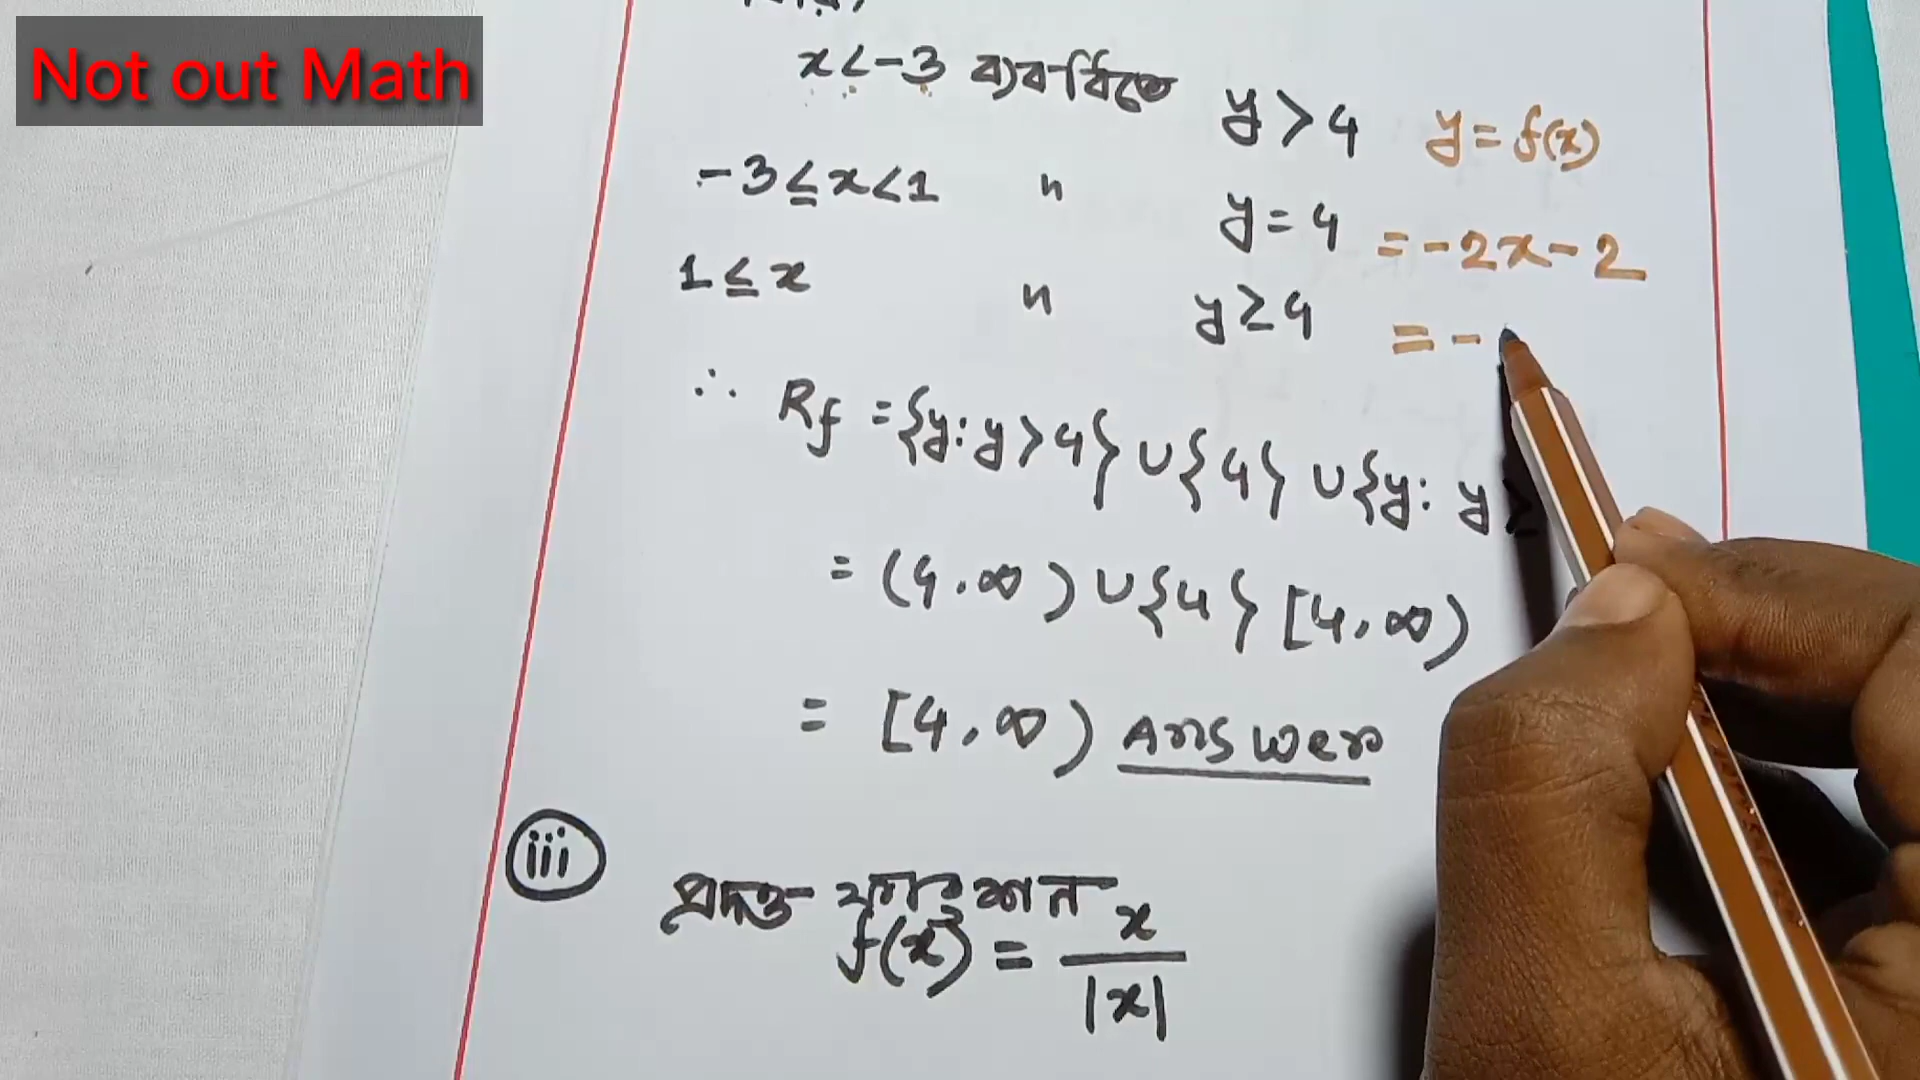 Not out Math
x<-3 ব্যবধিতে y>4 y=f(x)
-3≤x<1 " y=4 =-2x-2
1≤x " y≥4 =-
∴ Rf ={y:y>4}∪{4}∪{y: y≥
=(4,∞)∪{4}[4,∞)
= [4,∞) Answer
iii
প্রদত্ত ফাংশন
f(x)= x/|x|